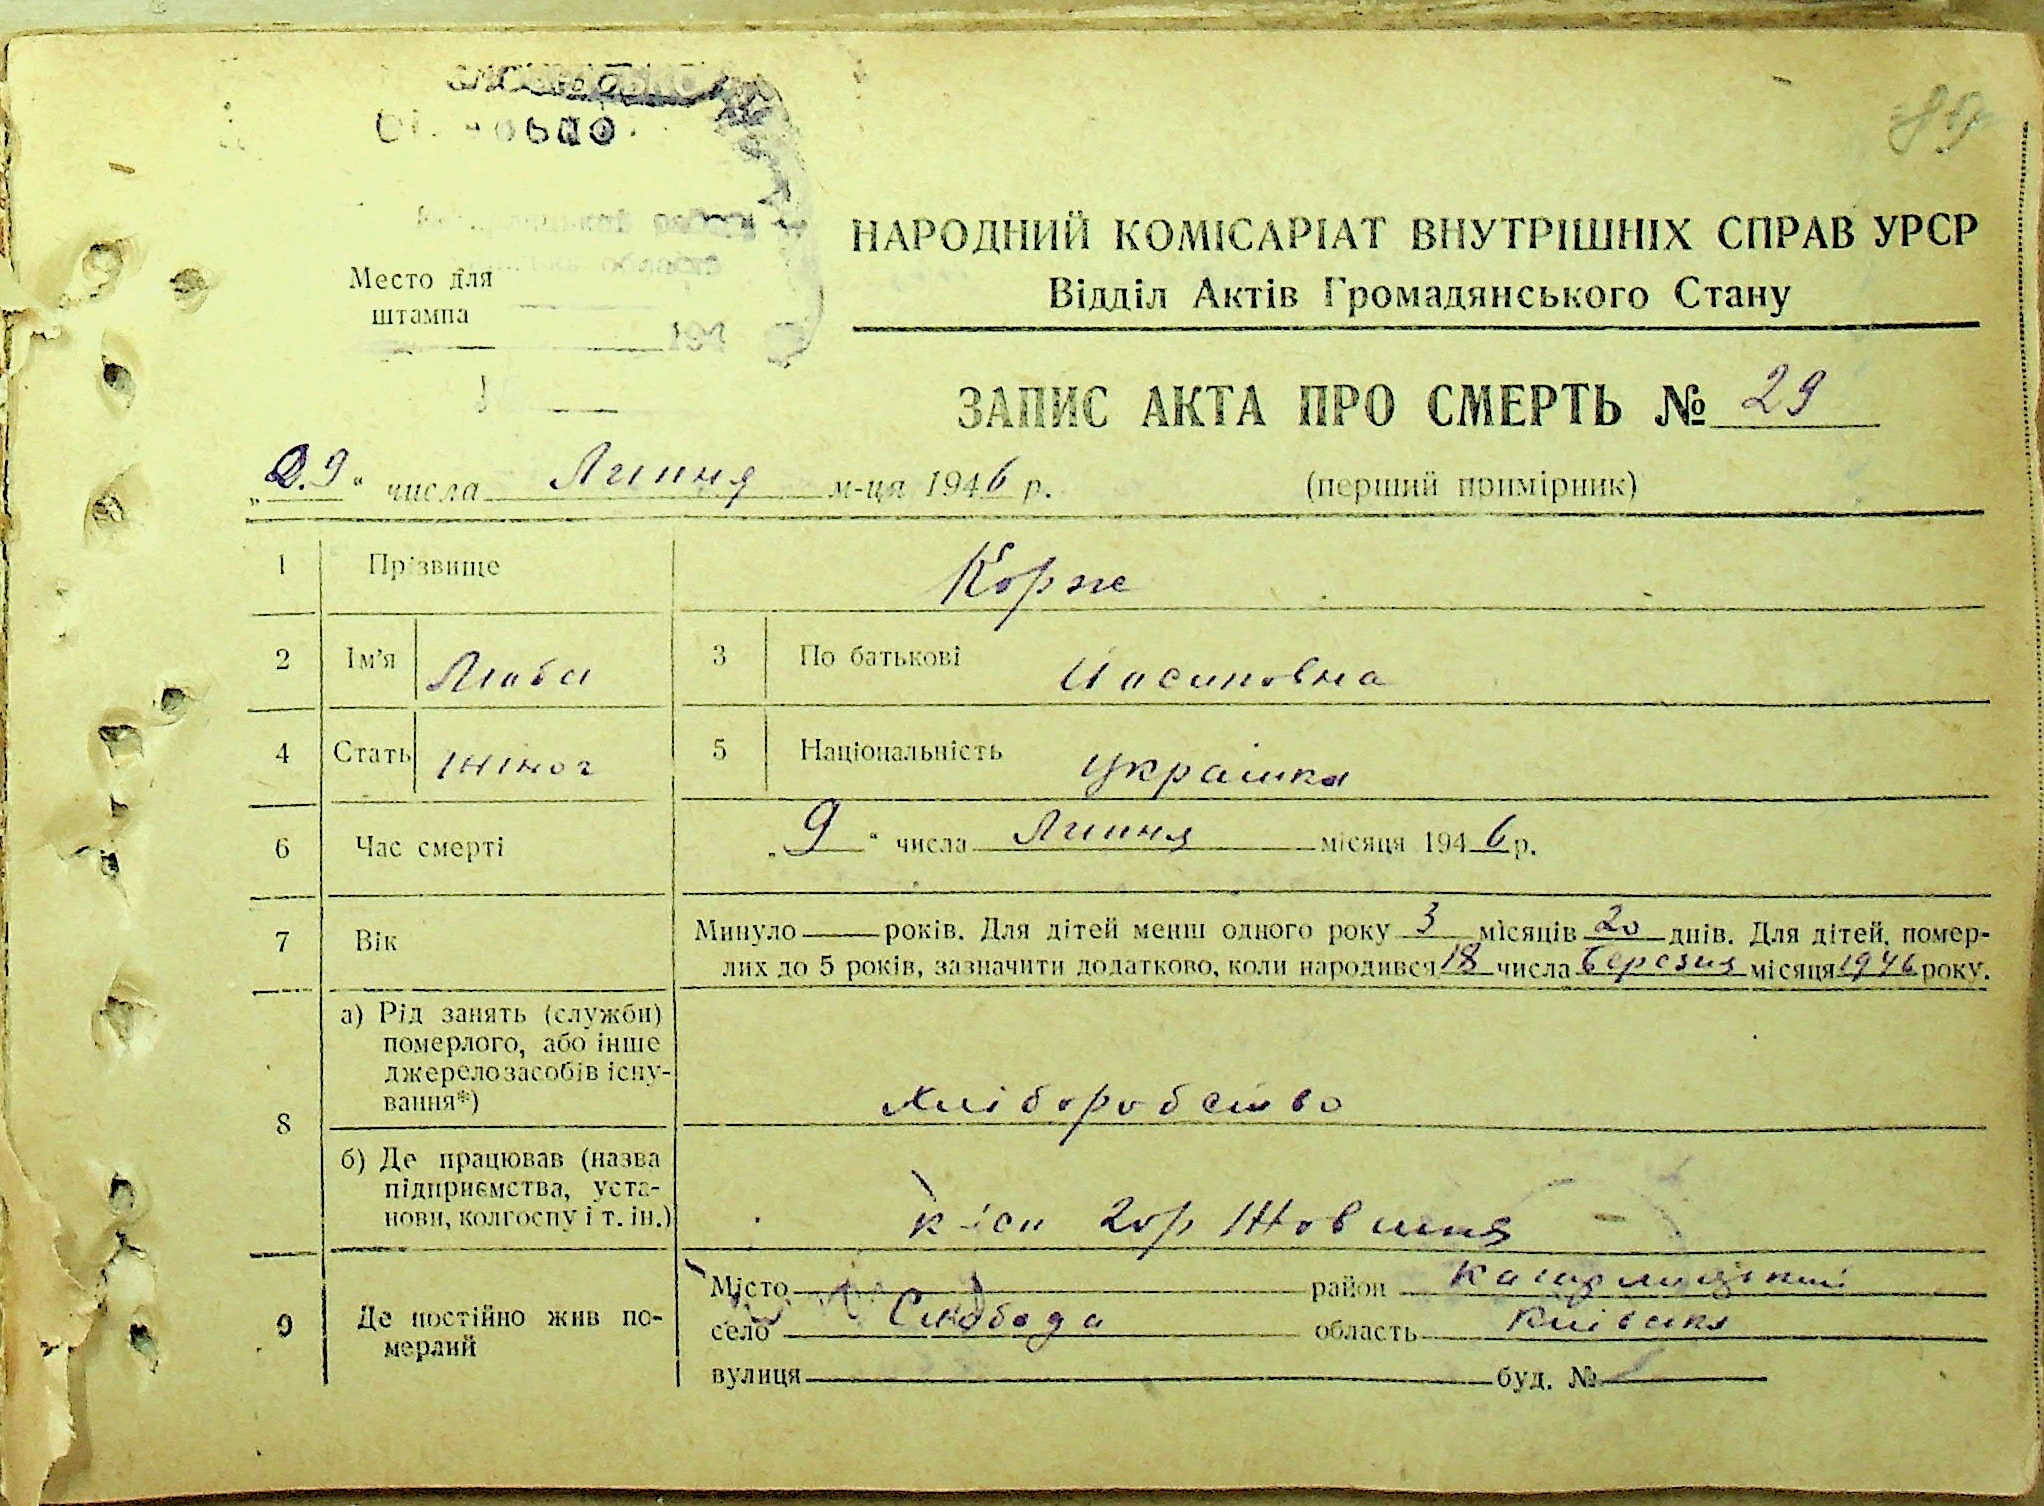 НАРОДНИЙ КОМІСАРІАТ ВНУТРІШНІХ СПРАВ УРСР
Відділ Актів Громадянського Стану
Место для
штампа
194
ЗАПИС АКТА ПРО СМЕРТЬ № 29
„29“ числа Липня м-ця 1946 р. (перший примірник)
1 Прізвище Корж
2 Ім'я Люба 3 По батькові Иосиповна
4 Стать жіноч 5 Національність українка
6 Час смерті „9“ числа Липня місяця 1946 р.
7 Вік Минуло — років. Для дітей менш одного року 3 місяців 20 днів. Для дітей, помер-
лих до 5 років, зазначити додатково, коли народився 18 числа березня місяця 1946 року.
8 а) Рід занять (служби)
померлого, або інше
джерело засобів існу-
вання*) хліборобство
б) Де працював (назва
підприємства, уста-
нови, колгоспу і т. ін.) гор Жовтня
9 Де постійно жив по-
мерлий
Місто район Кагарлицький
село Слобода область Київська
вулиця буд. №